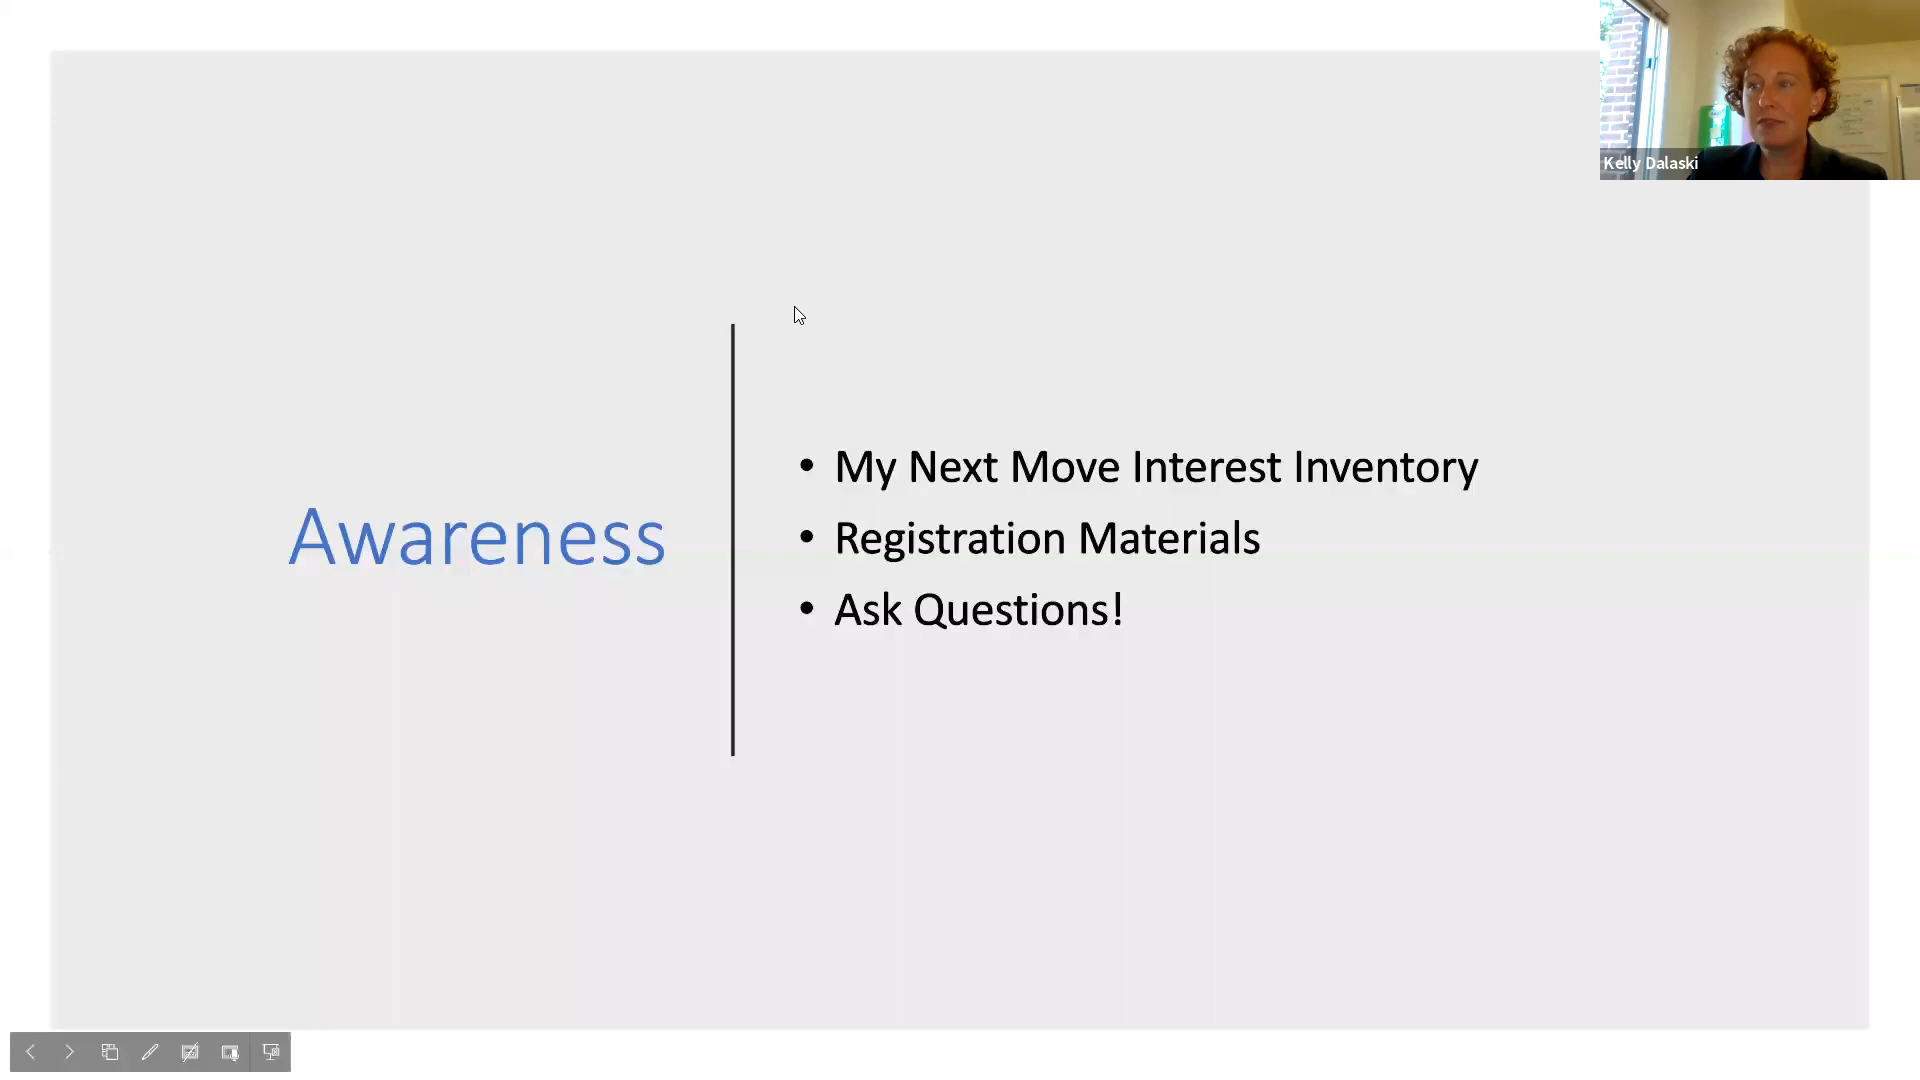 Kelly Dalaski
Awareness
• My Next Move Interest Inventory
• Registration Materials
• Ask Questions!